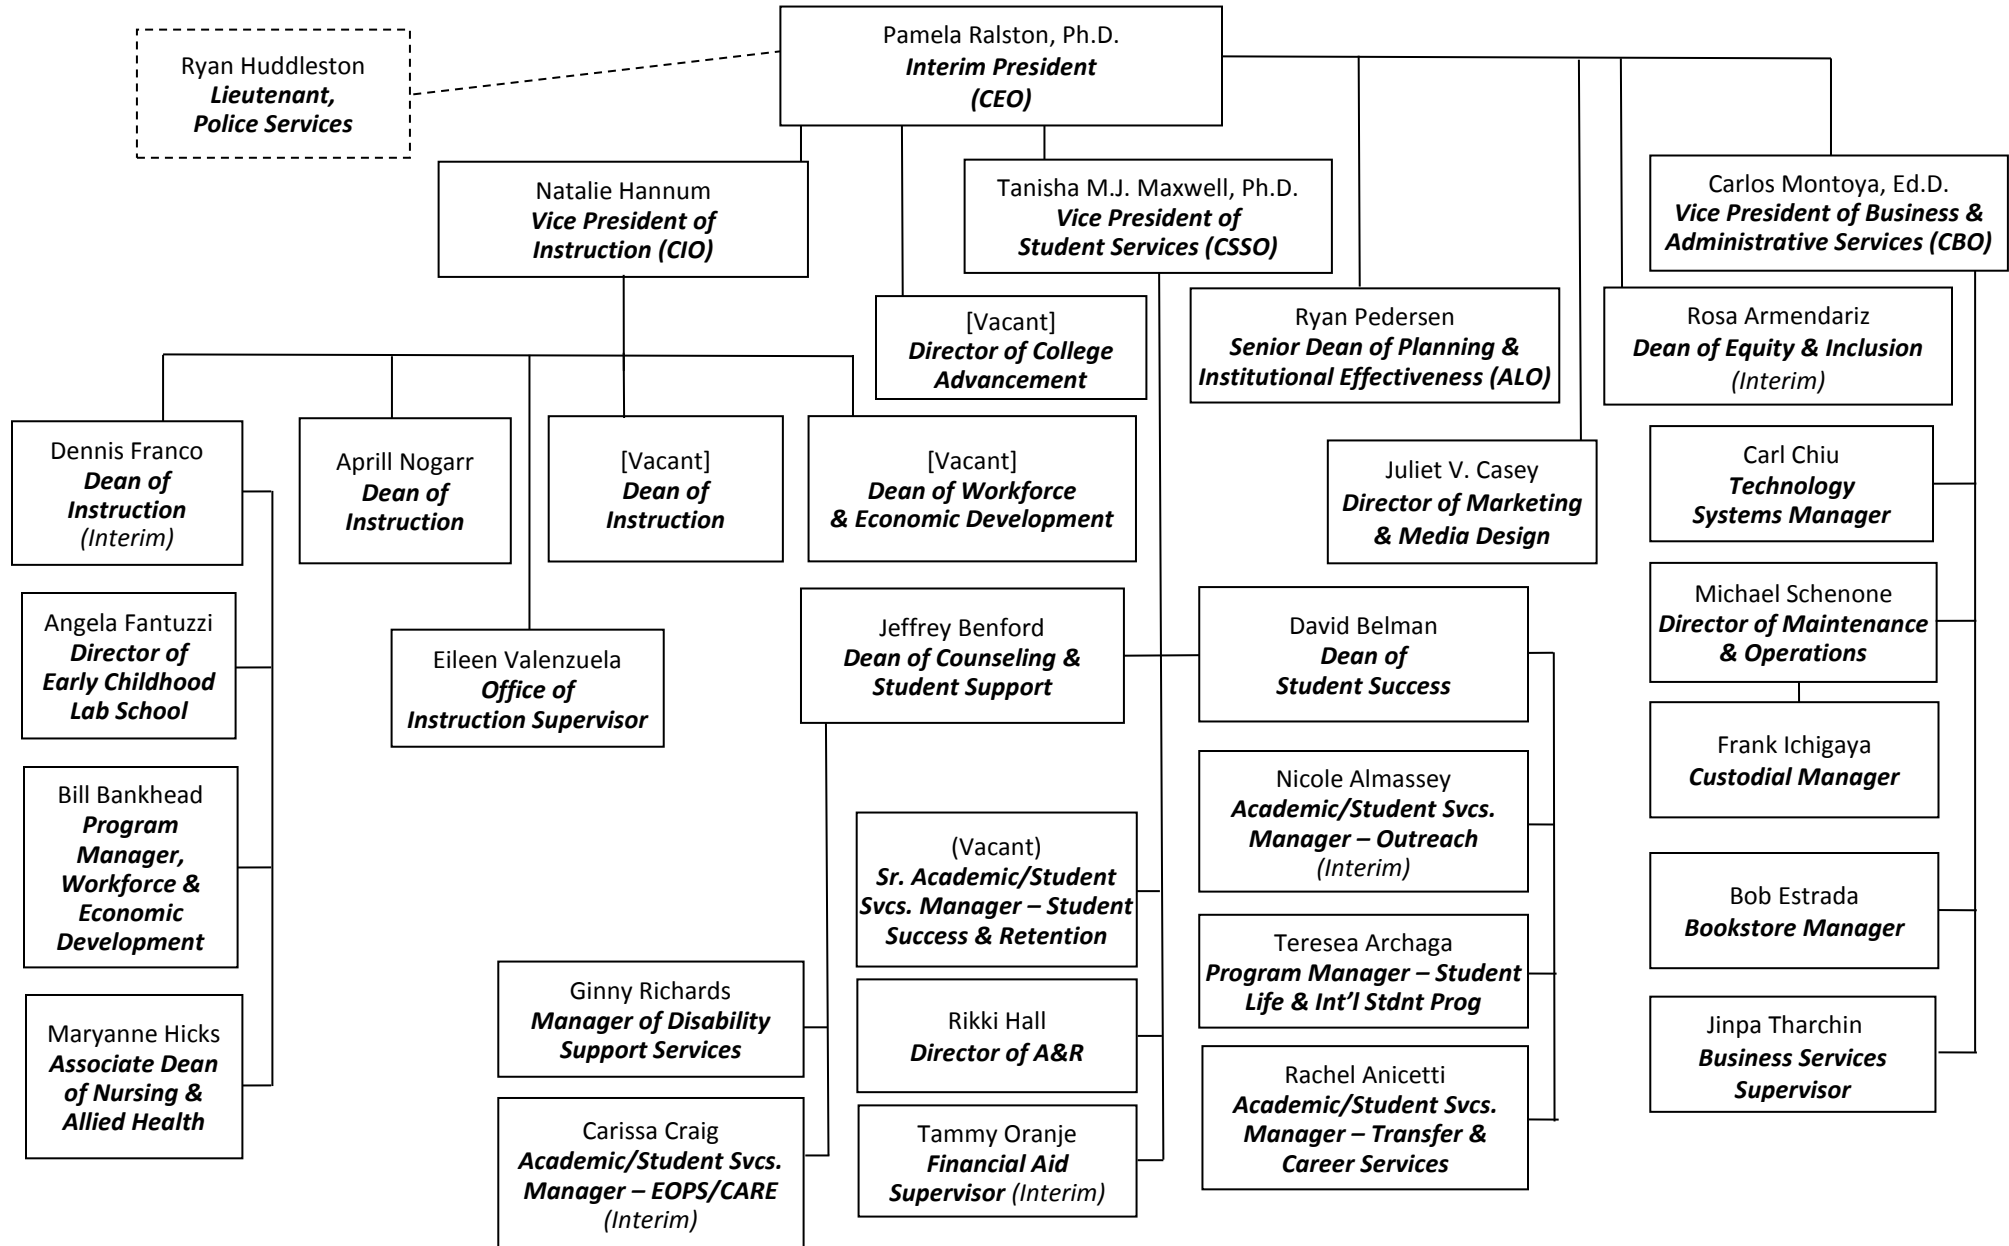 Pamela Ralston, Ph.D.
Interim President
(CEO)
Ryan Huddleston
Lieutenant,
Police Services
Natalie Hannum
Vice President of
Instruction (CIO)
Tanisha M.J. Maxwell, Ph.D.
Vice President of
Student Services (CSSO)
Carlos Montoya, Ed.D.
Vice President of Business &
Administrative Services (CBO)
[Vacant]
Director of College
Advancement
Ryan Pedersen
Senior Dean of Planning &
Institutional Effectiveness (ALO)
Rosa Armendariz
Dean of Equity & Inclusion
(Interim)
Dennis Franco
Dean of
Instruction
(Interim)
Aprill Nogarr
Dean of
Instruction
[Vacant]
Dean of
Instruction
[Vacant]
Dean of Workforce
& Economic Development
Juliet V. Casey
Director of Marketing
& Media Design
Carl Chiu
Technology
Systems Manager
Angela Fantuzzi
Director of
Early Childhood
Lab School
Eileen Valenzuela
Office of
Instruction Supervisor
Jeffrey Benford
Dean of Counseling &
Student Support
David Belman
Dean of
Student Success
Michael Schenone
Director of Maintenance
& Operations
Frank Ichigaya
Custodial Manager
Bill Bankhead
Program
Manager,
Workforce &
Economic
Development
(Vacant)
Sr. Academic/Student
Svcs. Manager – Student
Success & Retention
Nicole Almassey
Academic/Student Svcs.
Manager – Outreach
(Interim)
Bob Estrada
Bookstore Manager
Ginny Richards
Manager of Disability
Support Services
Rikki Hall
Director of A&R
Teresea Archaga
Program Manager – Student
Life & Int’l Stdnt Prog
Maryanne Hicks
Associate Dean
of Nursing &
Allied Health
Jinpa Tharchin
Business Services
Supervisor
Carissa Craig
Academic/Student Svcs.
Manager – EOPS/CARE
(Interim)
Tammy Oranje
Financial Aid
Supervisor (Interim)
Rachel Anicetti
Academic/Student Svcs.
Manager – Transfer &
Career Services